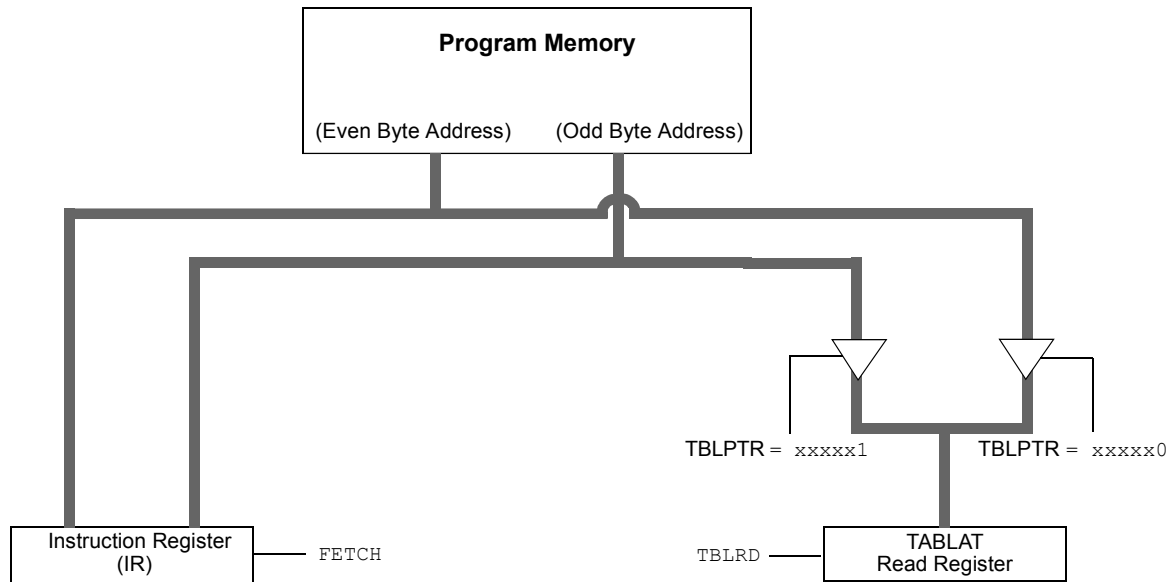 Program Memory
(Even Byte Address) (Odd Byte Address)
TBLPTR = xxxxx1 TBLPTR = xxxxx0
Instruction Register
(IR)
FETCH
TBLRD
TABLAT
Read Register